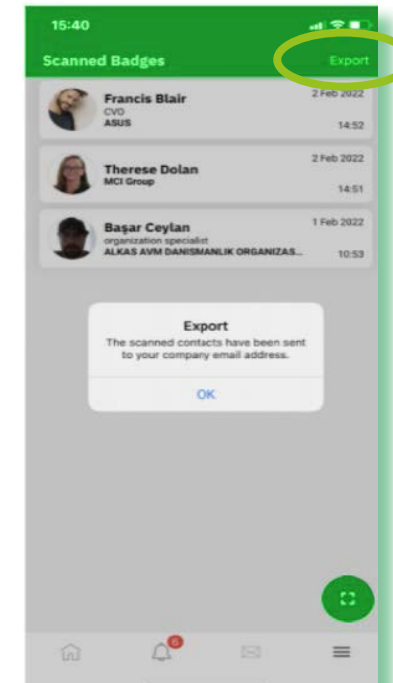 15:40
Scanned Badges
Export
Francis Blair
2 Feb 2022
CVO
ASUS
14:52
Therese Dolan
2 Feb 2022
MCI Group
14:51
Başar Ceylan
1 Feb 2022
organization specialist
ALKAS AVM DANISMANLIK ORGANIZAS...
10:53
Export
The scanned contacts have been sent
to your company email address.
OK
6